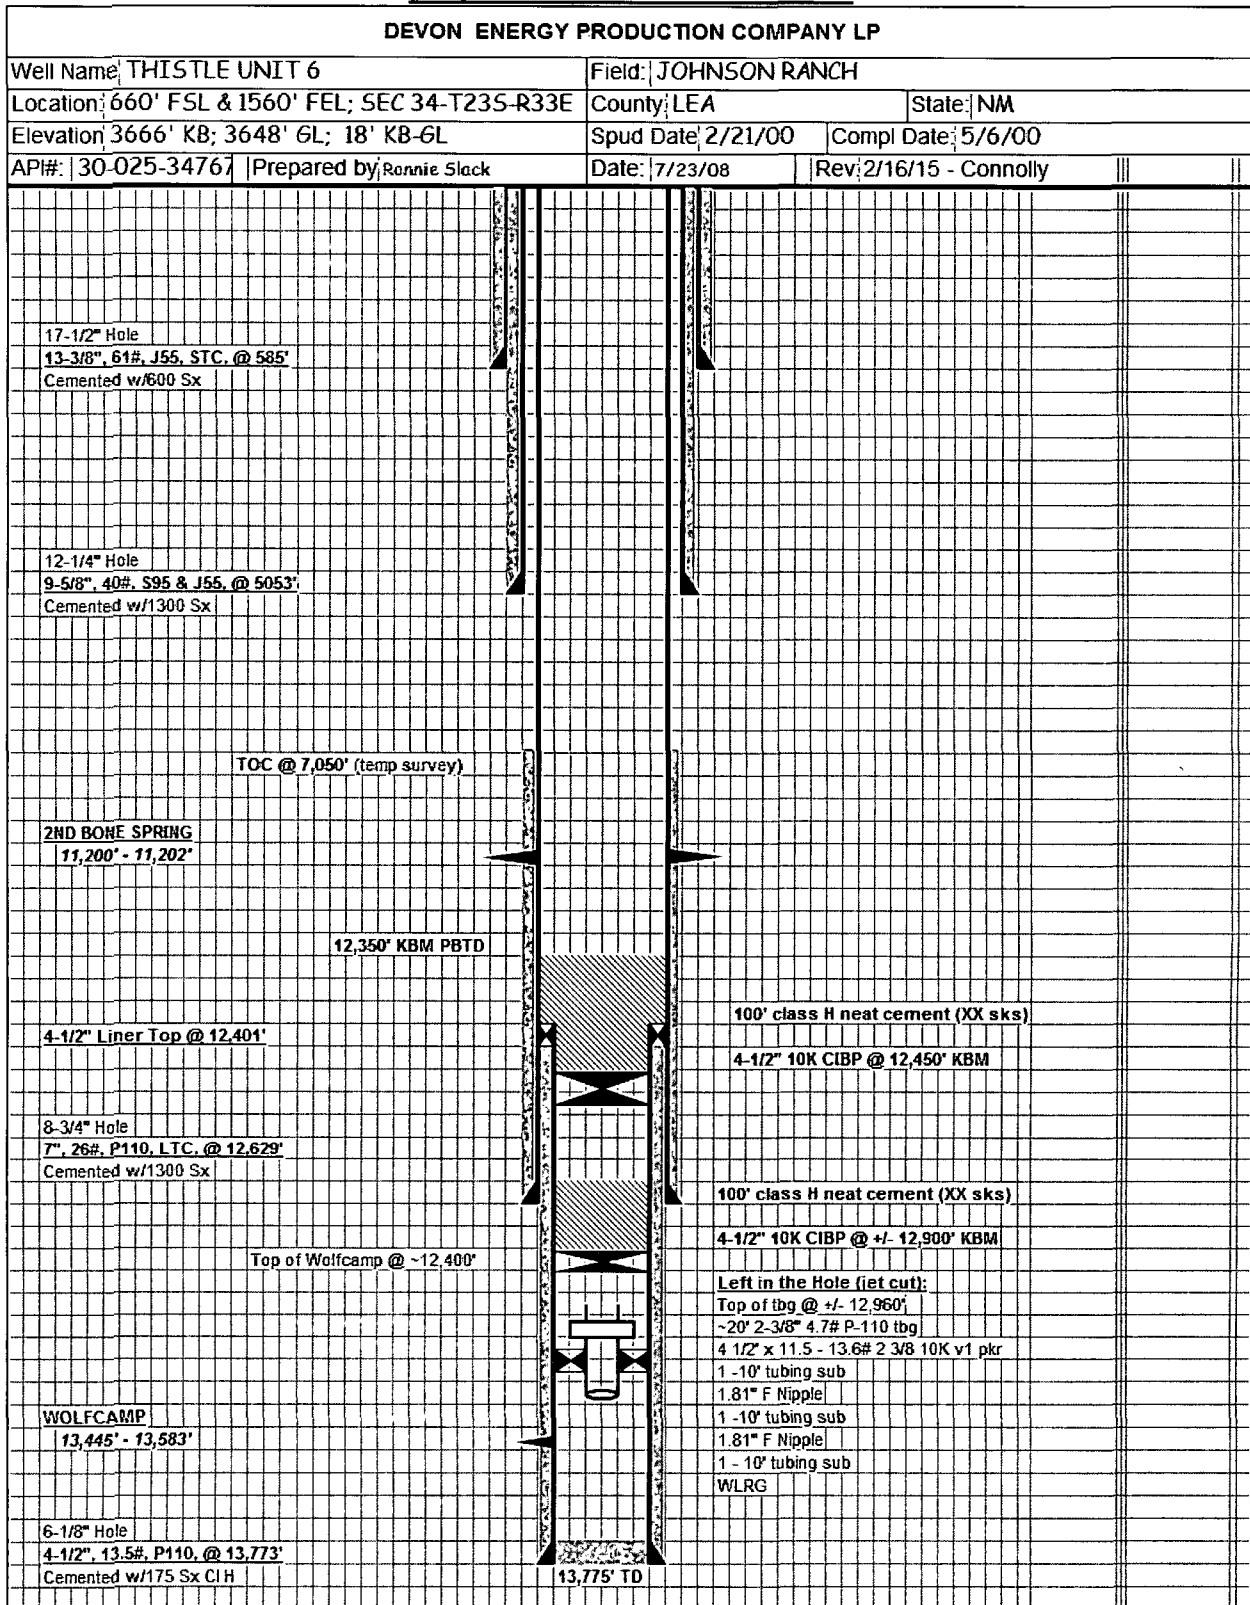 DEVON ENERGY PRODUCTION COMPANY LP
Well Name: THISTLE UNIT 6 Field: JOHNSON RANCH
Location: 660' FSL & 1560' FEL; SEC 34-T23S-R33E County: LEA State: NM
Elevation: 3666' KB; 3648' GL; 18' KB-GL Spud Date: 2/21/00 Compl Date: 5/6/00
API#: 30-025-34767 Prepared by: Ronnie Slack Date: 7/23/08 Rev: 2/16/15 - Connolly
17-1/2" Hole
13-3/8", 61#, J55, STC, @ 585'
Cemented w/600 Sx
12-1/4" Hole
9-5/8", 40#, S95 & J55, @ 5053'
Cemented w/1300 Sx
TOC @ 7,050' (temp survey)
2ND BONE SPRING
11,200' - 11,202'
12,350' KBM PBTD
100' class H neat cement (XX sks)
4-1/2" Liner Top @ 12,401'
4-1/2" 10K CIBP @ 12,450' KBM
8-3/4" Hole
7", 26#, P110, LTC, @ 12,629'
Cemented w/1300 Sx
100' class H neat cement (XX sks)
4-1/2" 10K CIBP @ +/- 12,900' KBM
Top of Wolfcamp @ ~12,400'
Left in the Hole (jet cut):
Top of tbg @ +/- 12,960'
~20' 2-3/8" 4.7# P-110 tbg
4 1/2" x 11.5 - 13.6# 2 3/8 10K v1 pkr
1 -10' tubing sub
1.81" F Nipple
1 -10' tubing sub
1.81" F Nipple
1 - 10' tubing sub
WLRG
WOLFCAMP
13,445' - 13,583'
6-1/8" Hole
4-1/2", 13.5#, P110, @ 13,773'
Cemented w/175 Sx Cl H
13,775' TD